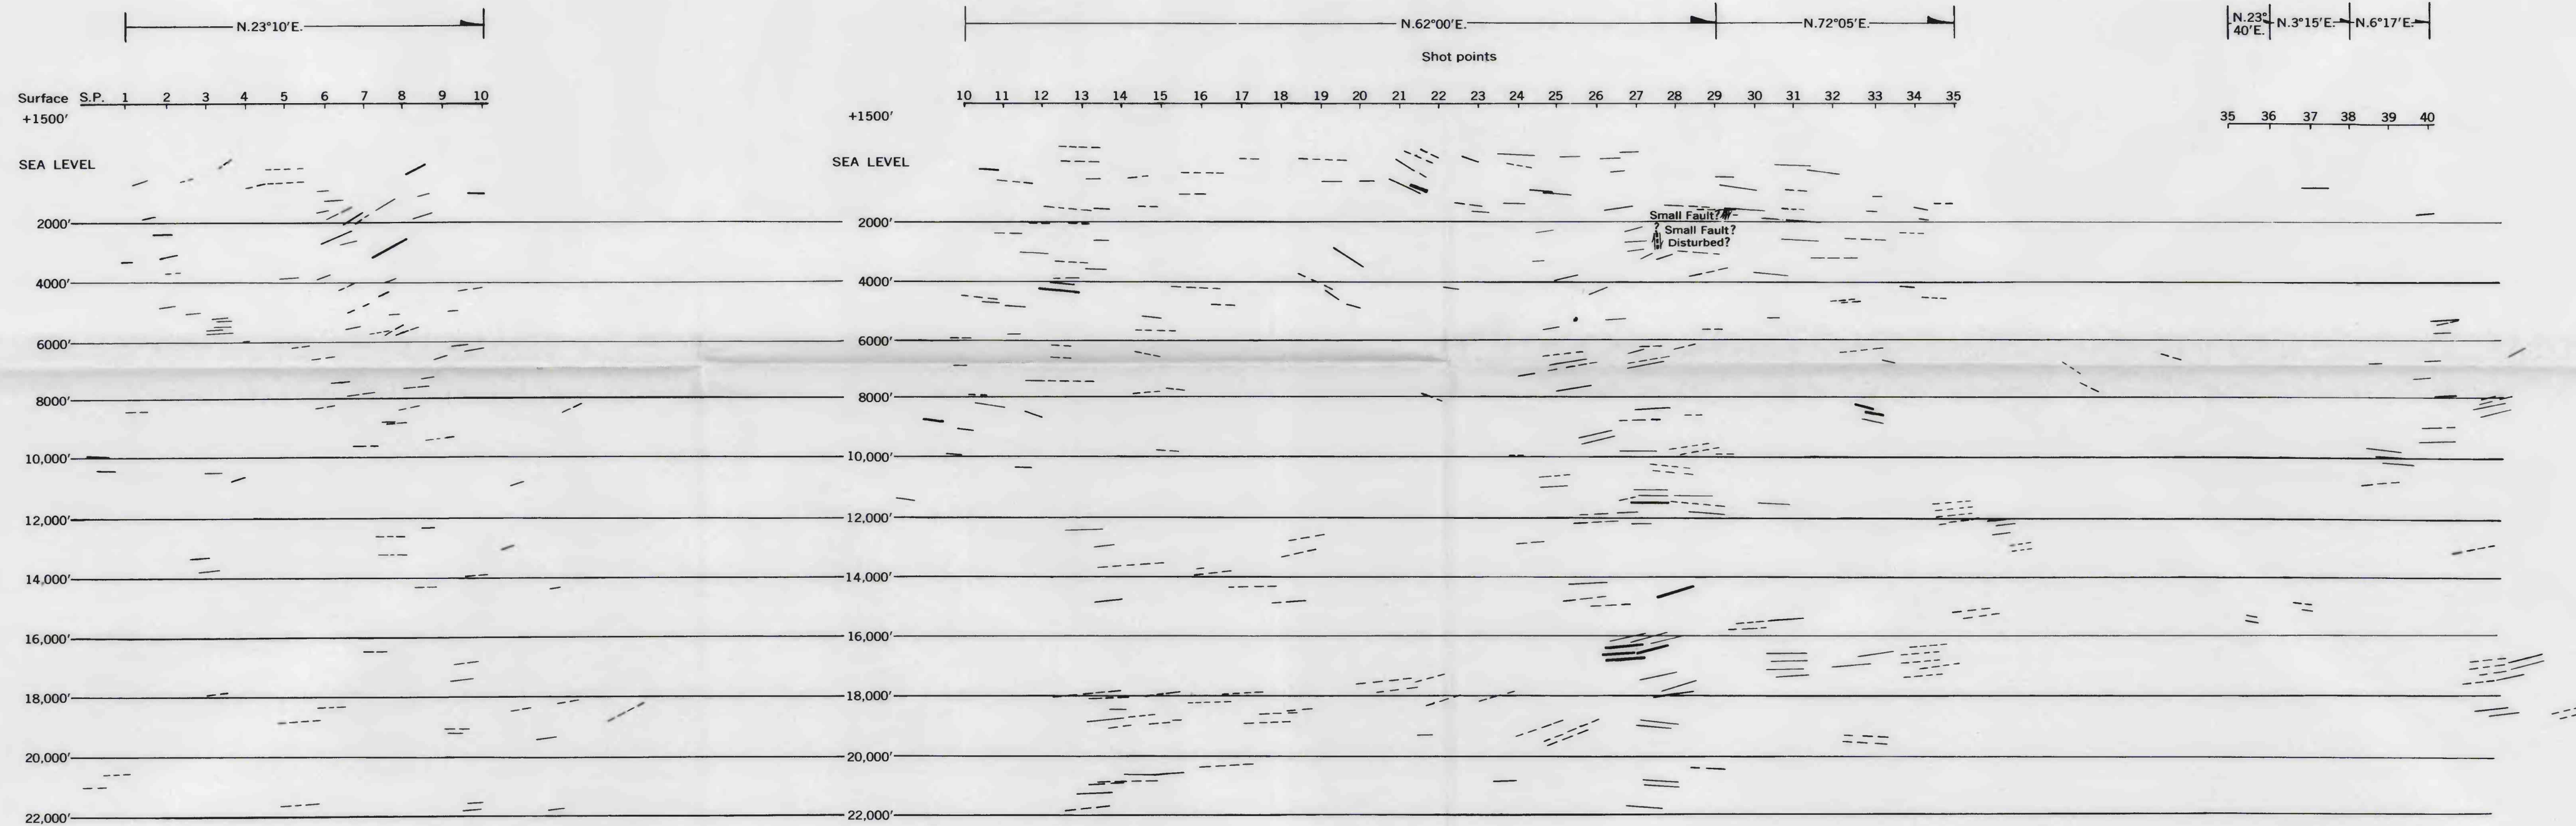 N.23°10'E.
N.62°00'E.
N.72°05'E.
N.23°
40'E.
N.3°15'E.
N.6°17'E.
Shot points
Surface S.P. 1 2 3 4 5 6 7 8 9 10
10 11 12 13 14 15 16 17 18 19 20 21 22 23 24 25 26 27 28 29 30 31 32 33 34 35
+1500'
+1500'
35 36 37 38 39 40
SEA LEVEL
SEA LEVEL
Small Fault?
2000'
2000'
? Small Fault?
Disturbed?
4000'
4000'
6000'
6000'
8000'
8000'
10,000'
10,000'
12,000'
12,000'
14,000'
14,000'
16,000'
16,000'
18,000'
18,000'
20,000'
20,000'
22,000'
22,000'